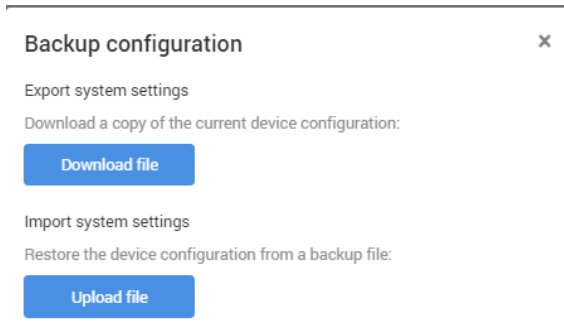 Backup configuration
Export system settings
Download a copy of the current device configuration:
Download file
Import system settings
Restore the device configuration from a backup file:
Upload file